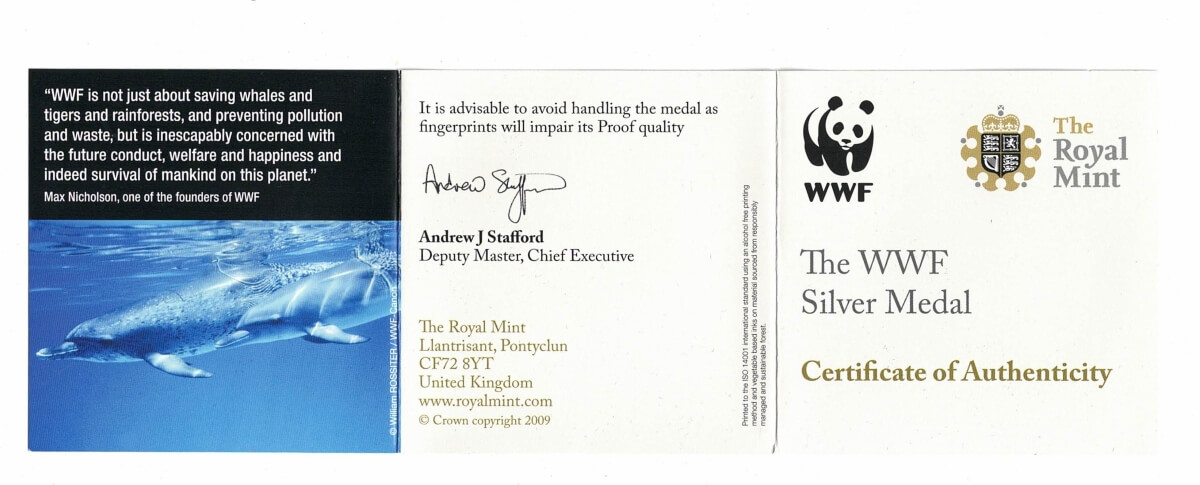 “WWF is not just about saving whales and
tigers and rainforests, and preventing pollution
and waste, but is inescapably concerned with
the future conduct, welfare and happiness and
indeed survival of mankind on this planet.”
Max Nicholson, one of the founders of WWF
© William ROSSITER / WWF-Canon
It is advisable to avoid handling the medal as
fingerprints will impair its Proof quality
Andrew Stafford
Andrew J Stafford
Deputy Master, Chief Executive
The Royal Mint
Llantrisant, Pontyclun
CF72 8YT
United Kingdom
www.royalmint.com
© Crown copyright 2009
Printed to the ISO 14001 international standard using an alcohol free printing
method and vegetable based inks on material sourced from responsibly
managed and sustainable forest.
WWF
The
Royal
Mint
The WWF
Silver Medal
Certificate of Authenticity